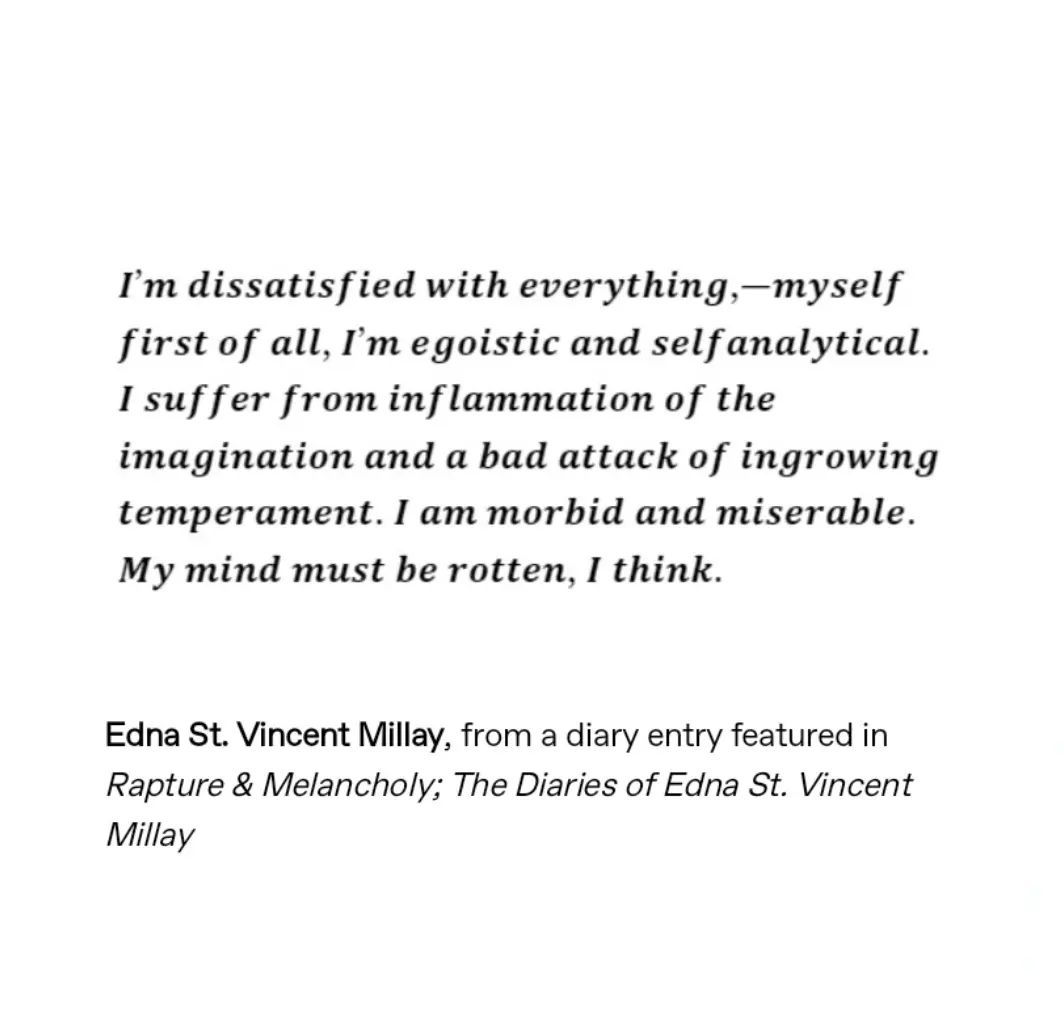 I’m dissatisfied with everything,—myself
first of all, I’m egoistic and selfanalytical.
I suffer from inflammation of the
imagination and a bad attack of ingrowing
temperament. I am morbid and miserable.
My mind must be rotten, I think.
Edna St. Vincent Millay, from a diary entry featured in
Rapture & Melancholy; The Diaries of Edna St. Vincent
Millay